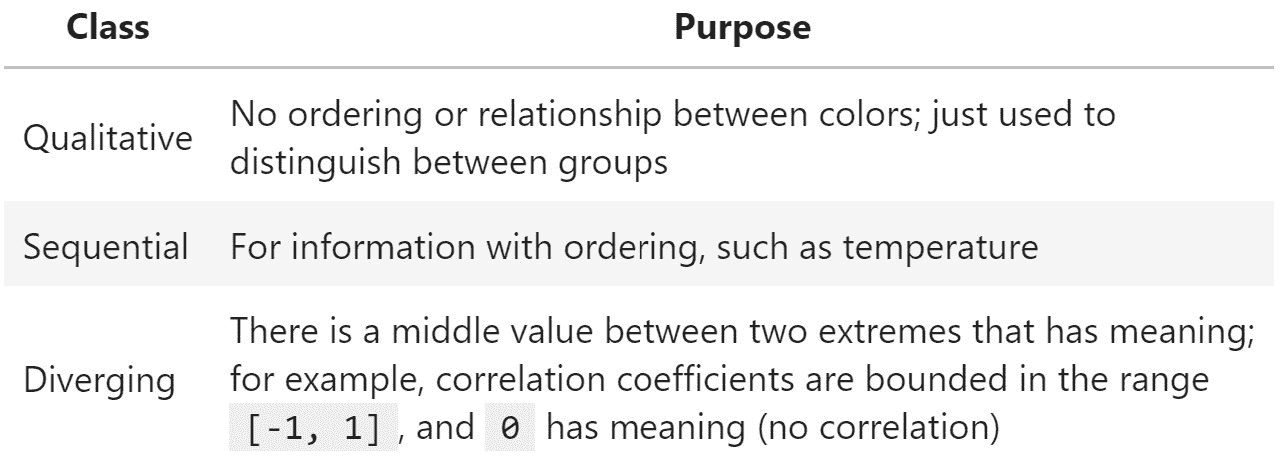 Class Purpose
Qualitative No ordering or relationship between colors; just used to
distinguish between groups
Sequential For information with ordering, such as temperature
Diverging There is a middle value between two extremes that has meaning;
for example, correlation coefficients are bounded in the range
[-1, 1] , and 0 has meaning (no correlation)